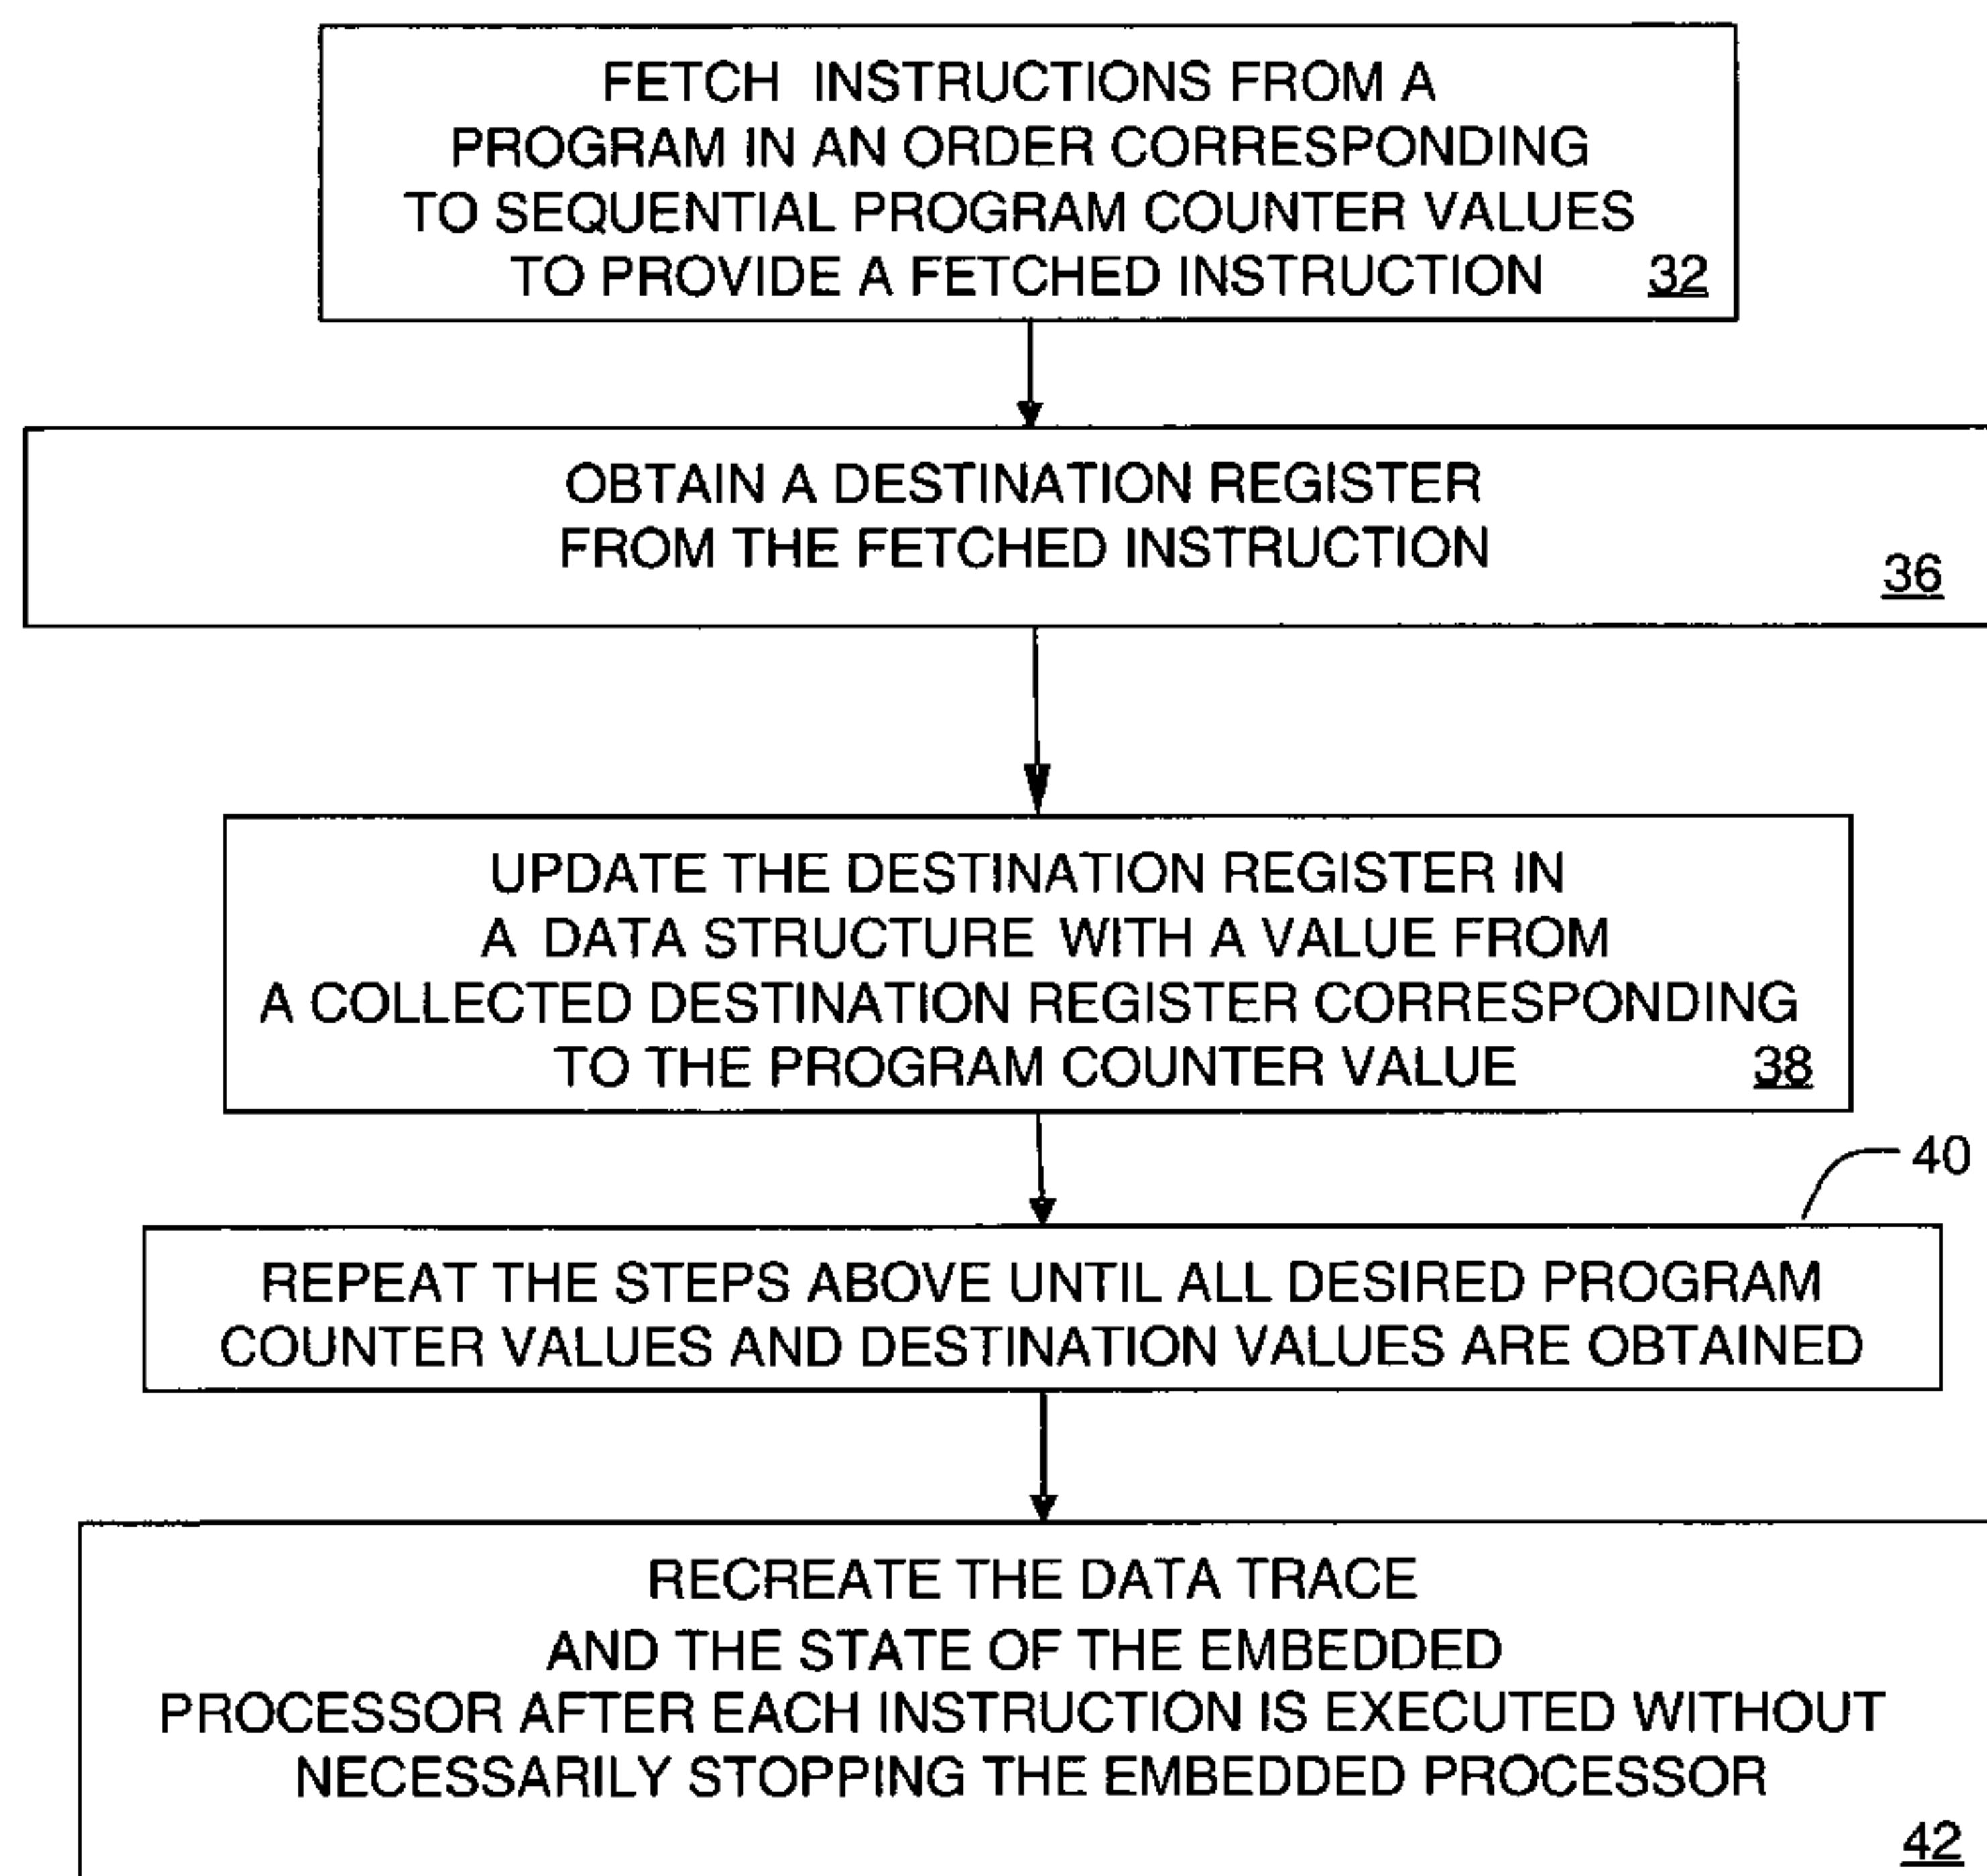 FETCH INSTRUCTIONS FROM A
PROGRAM IN AN ORDER CORRESPONDING
TO SEQUENTIAL PROGRAM COUNTER VALUES
TO PROVIDE A FETCHED INSTRUCTION 32
OBTAIN A DESTINATION REGISTER
FROM THE FETCHED INSTRUCTION
36
UPDATE THE DESTINATION REGISTER IN
A DATA STRUCTURE WITH A VALUE FROM
A COLLECTED DESTINATION REGISTER CORRESPONDING
TO THE PROGRAM COUNTER VALUE 38
40
REPEAT THE STEPS ABOVE UNTIL ALL DESIRED PROGRAM
COUNTER VALUES AND DESTINATION VALUES ARE OBTAINED
RECREATE THE DATA TRACE
AND THE STATE OF THE EMBEDDED
PROCESSOR AFTER EACH INSTRUCTION IS EXECUTED WITHOUT
NECESSARILY STOPPING THE EMBEDDED PROCESSOR
42